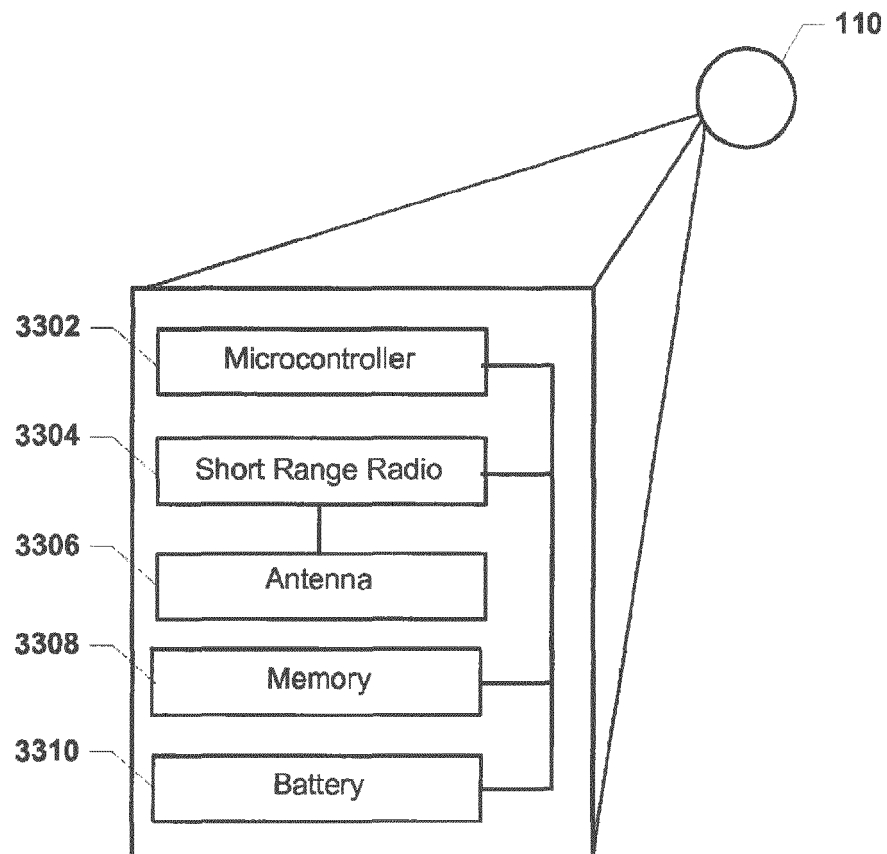 110
3302
Microcontroller
3304
Short Range Radio
3306
Antenna
3308
Memory
3310
Battery